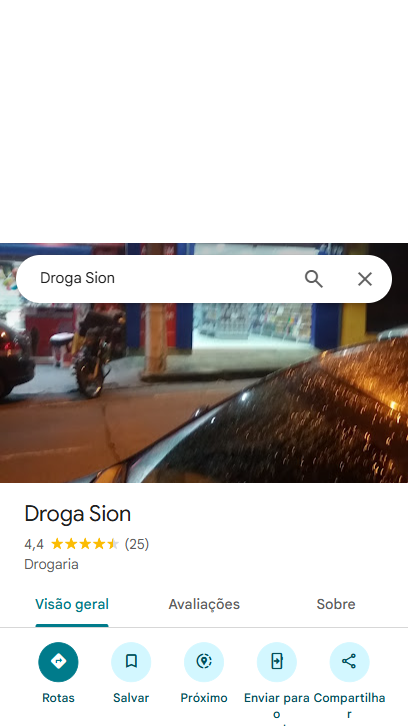 Droga Sion
Droga Sion
4,4 (25)
Drogaria
Visão geral Avaliações Sobre
Rotas Salvar Próximo Enviar para o Compartilhar